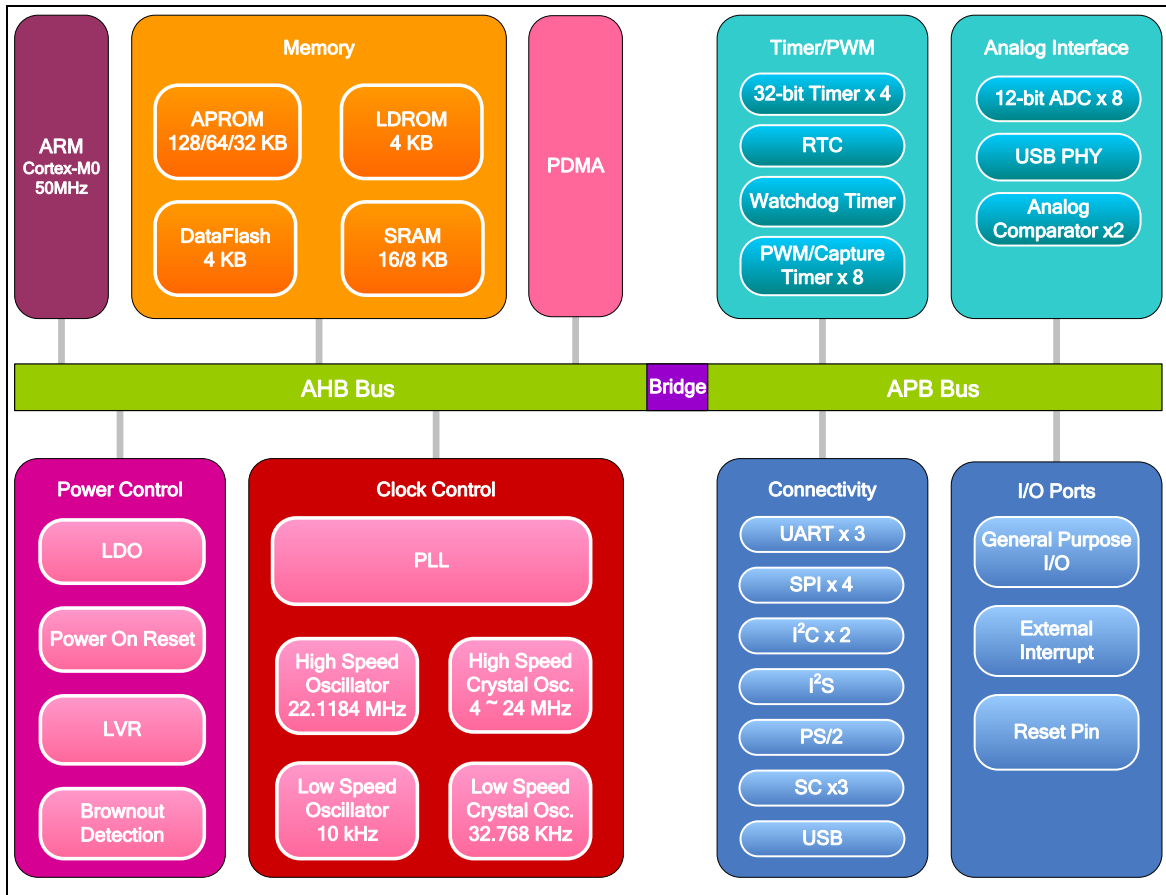 ARM
Cortex-M0
50MHz
Memory
APROM
128/64/32 KB
LDROM
4 KB
DataFlash
4 KB
SRAM
16/8 KB
PDMA
Timer/PWM
32-bit Timer x 4
RTC
Watchdog Timer
PWM/Capture
Timer x 8
Analog Interface
12-bit ADC x 8
USB PHY
Analog
Comparator x2
AHB Bus
Bridge
APB Bus
Power Control
LDO
Power On Reset
LVR
Brownout
Detection
Clock Control
PLL
High Speed
Oscillator
22.1184 MHz
High Speed
Crystal Osc.
4 ~ 24 MHz
Low Speed
Oscillator
10 kHz
Low Speed
Crystal Osc.
32.768 KHz
Connectivity
UART x 3
SPI x 4
I²C x 2
I²S
PS/2
SC x3
USB
I/O Ports
General Purpose
I/O
External
Interrupt
Reset Pin